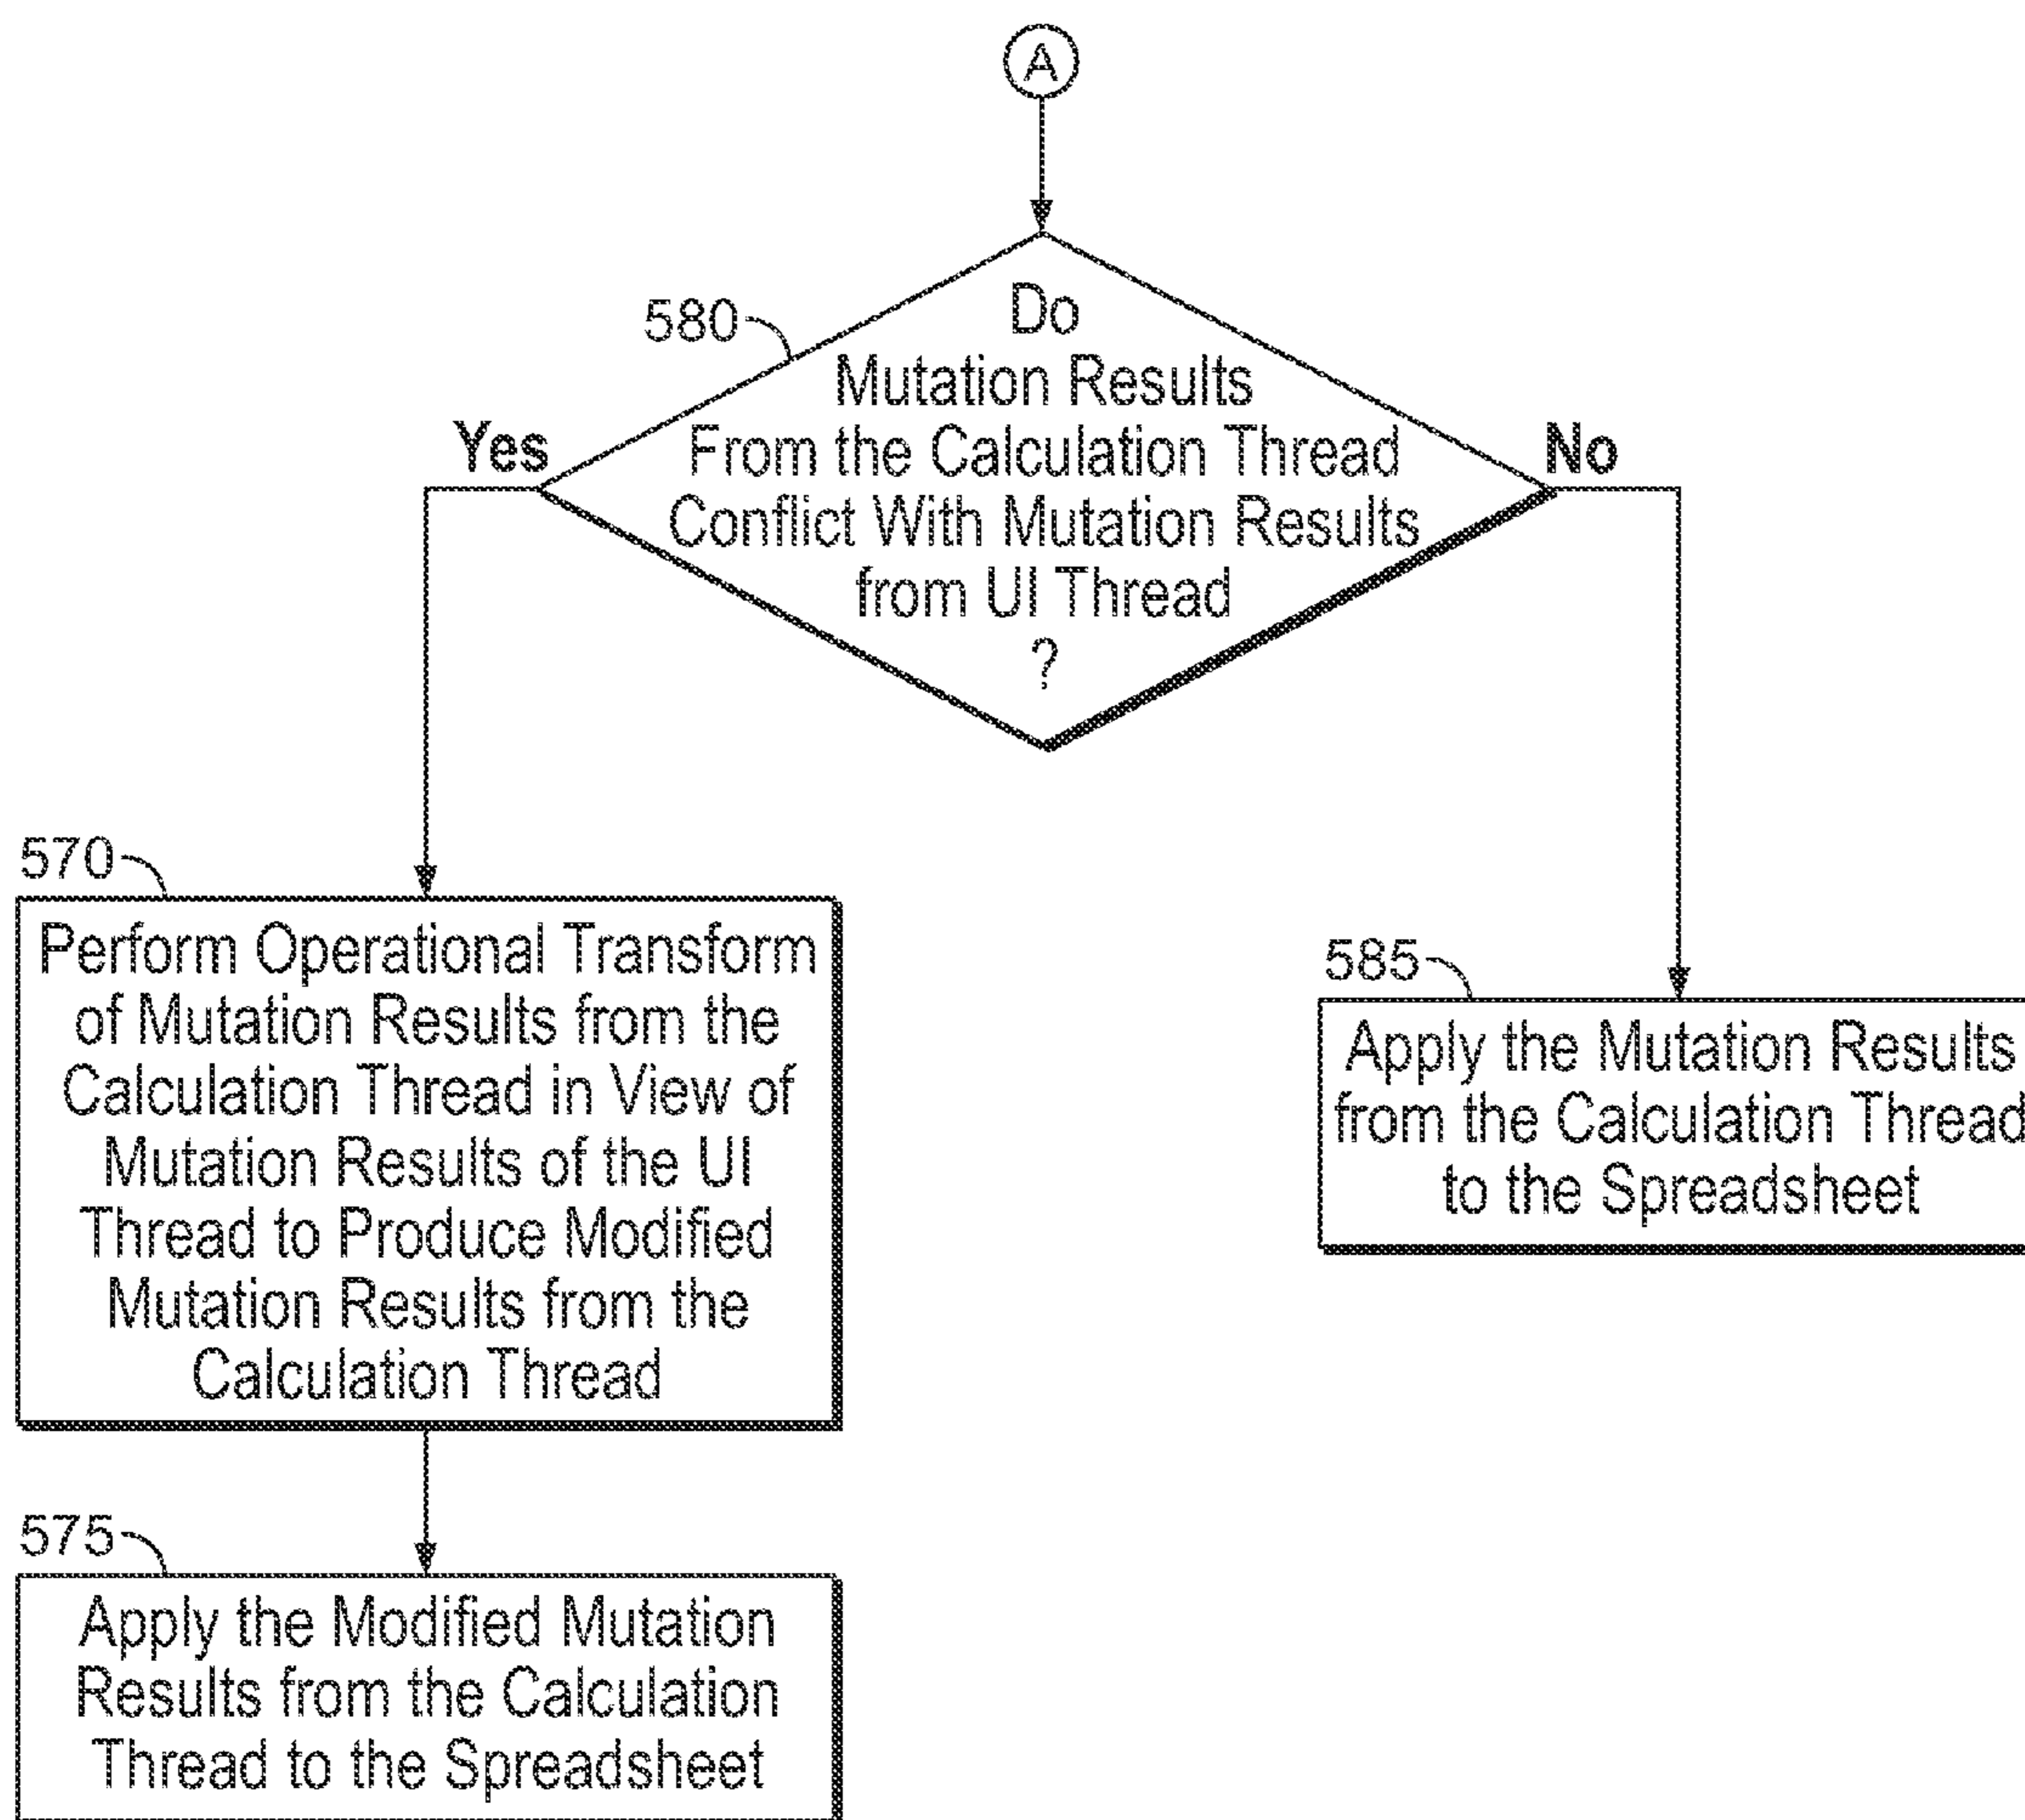 A
580
Do
Mutation Results
From the Calculation Thread
Conflict With Mutation Results
from UI Thread
?
Yes
No
570
Perform Operational Transform
of Mutation Results from the
Calculation Thread in View of
Mutation Results of the UI
Thread to Produce Modified
Mutation Results from the
Calculation Thread
585
Apply the Mutation Results
from the Calculation Thread
to the Spreadsheet
575
Apply the Modified Mutation
Results from the Calculation
Thread to the Spreadsheet